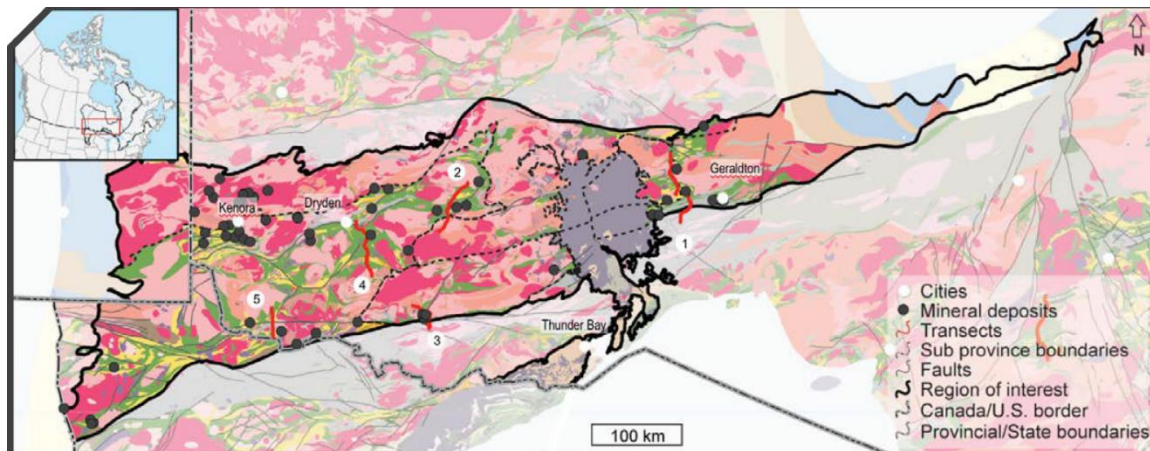 N
Geraldton
2
Kenora
Dryden
1
4
5
Thunder Bay
3
Cities
Mineral deposits
Transects
Sub province boundaries
Faults
Region of interest
Canada/U.S. border
Provincial/State boundaries
100 km